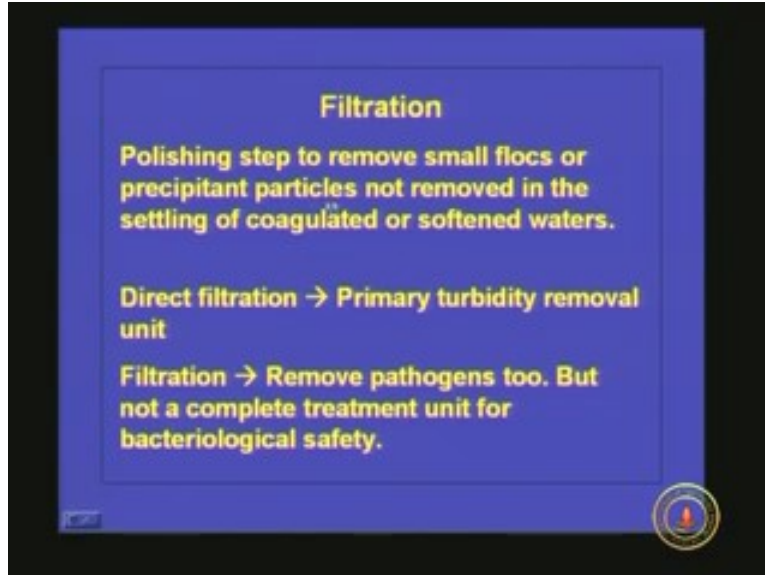 Filtration
Polishing step to remove small flocs or
precipitant particles not removed in the
settling of coagulated or softened waters.
Direct filtration → Primary turbidity removal
unit
Filtration → Remove pathogens too. But
not a complete treatment unit for
bacteriological safety.